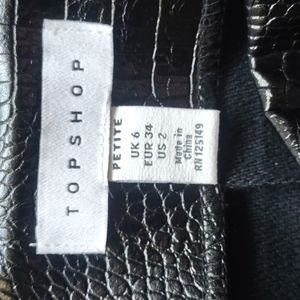 TOPSHOP
PETITE
UK 6
EUR 34
US 2
Made in
China
RN 125149